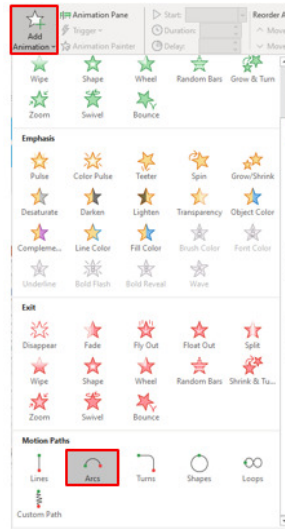 Add
Animation
Animation Pane
Trigger
Animation Painter
Start:
Duration:
Delay:
Reorder A
Move
Move
Wipe Shape Wheel Random Bars Grow & Turn
Zoom Swivel Bounce
Emphasis
Pulse Color Pulse Teeter Spin Grow/Shrink
Desaturate Darken Lighten Transparency Object Color
Compleme... Line Color Fill Color Brush Color Font Color
Underline Bold Flash Bold Reveal Wave
Exit
Disappear Fade Fly Out Float Out Split
Wipe Shape Wheel Random Bars Shrink & Tu...
Zoom Swivel Bounce
Motion Paths
Lines Arcs Turns Shapes Loops
Custom Path